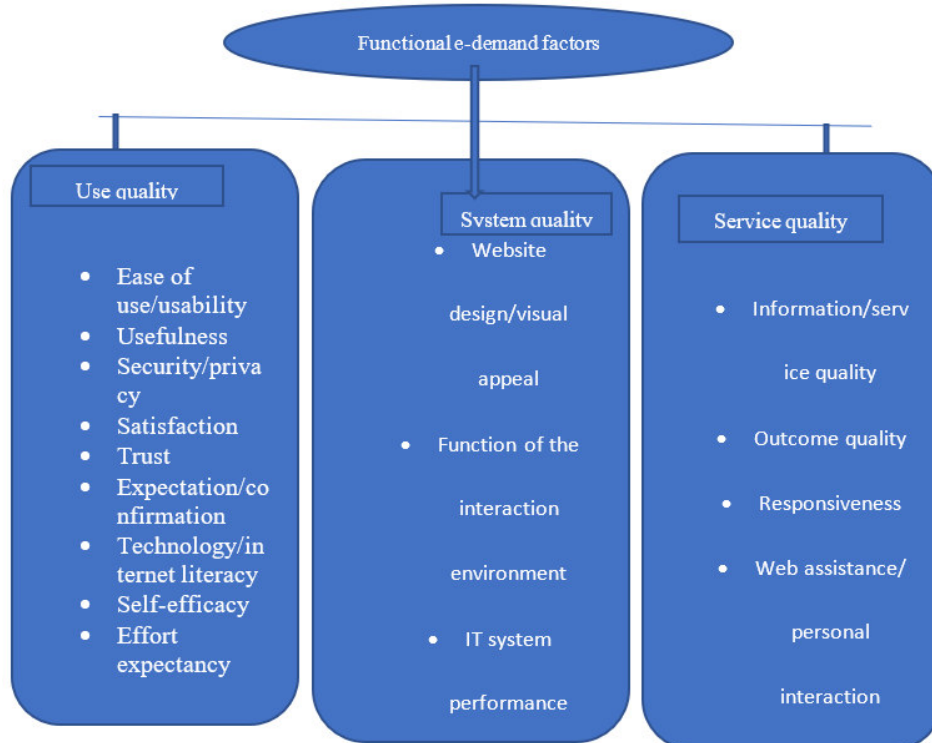 Functional e-demand factors
Use quality
• Ease of
use/usability
• Usefulness
• Security/priva
cy
• Satisfaction
• Trust
• Expectation/co
nfirmation
• Technology/in
ternet literacy
• Self-efficacy
• Effort
expectancy
System quality
• Website
design/visual
appeal
• Function of the
interaction
environment
• IT system
performance
Service quality
• Information/serv
ice quality
• Outcome quality
• Responsiveness
• Web assistance/
personal
interaction